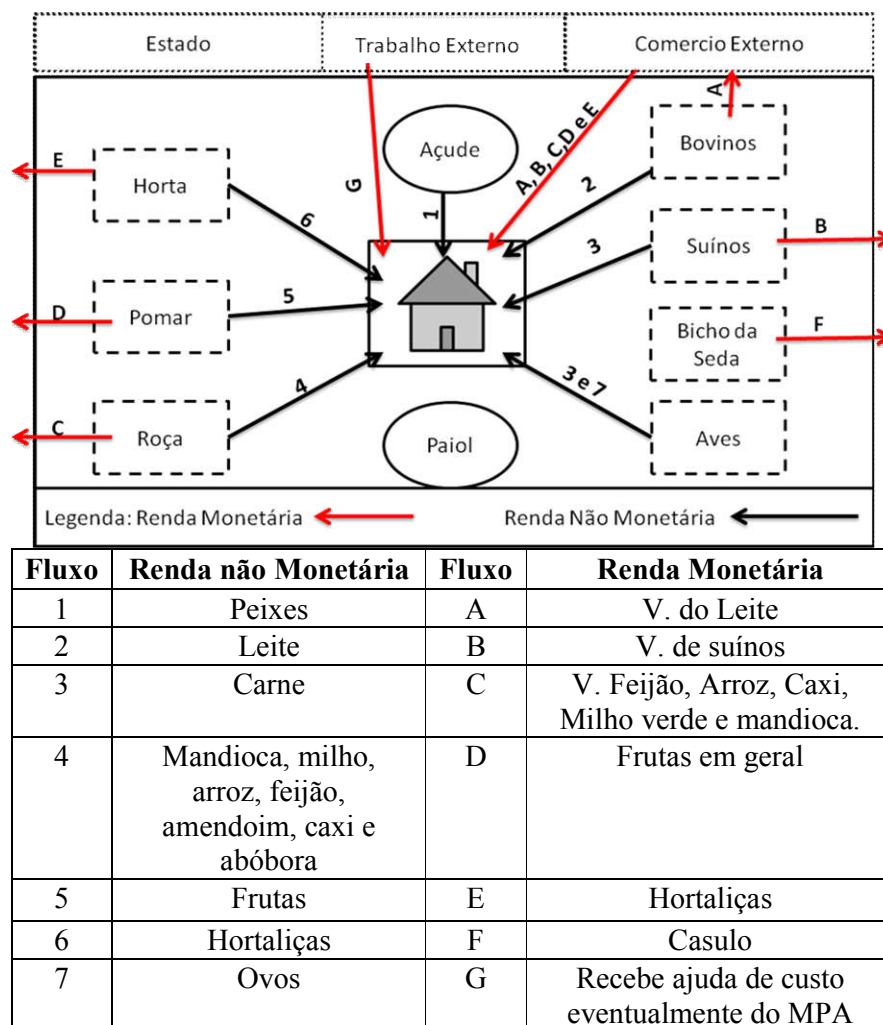 Estado
Trabalho Externo
Comercio Externo
A
E
Horta
Açude
Bovinos
G
A, B, C, D e E
2
6
1
3
Suínos
B
D
Pomar
5
Bicho da
Seda
F
4
3 e 7
C
Roça
Paiol
Aves
Legenda: Renda Monetária
Renda Não Monetária
Fluxo Renda não Monetária Fluxo Renda Monetária
1 Peixes A V. do Leite
2 Leite B V. de suínos
3 Carne C V. Feijão, Arroz, Caxi,
Milho verde e mandioca.
4 Mandioca, milho, D Frutas em geral
arroz, feijão,
amendoim, caxi e
abóbora
5 Frutas E Hortaliças
6 Hortaliças F Casulo
7 Ovos G Recebe ajuda de custo
eventualmente do MPA